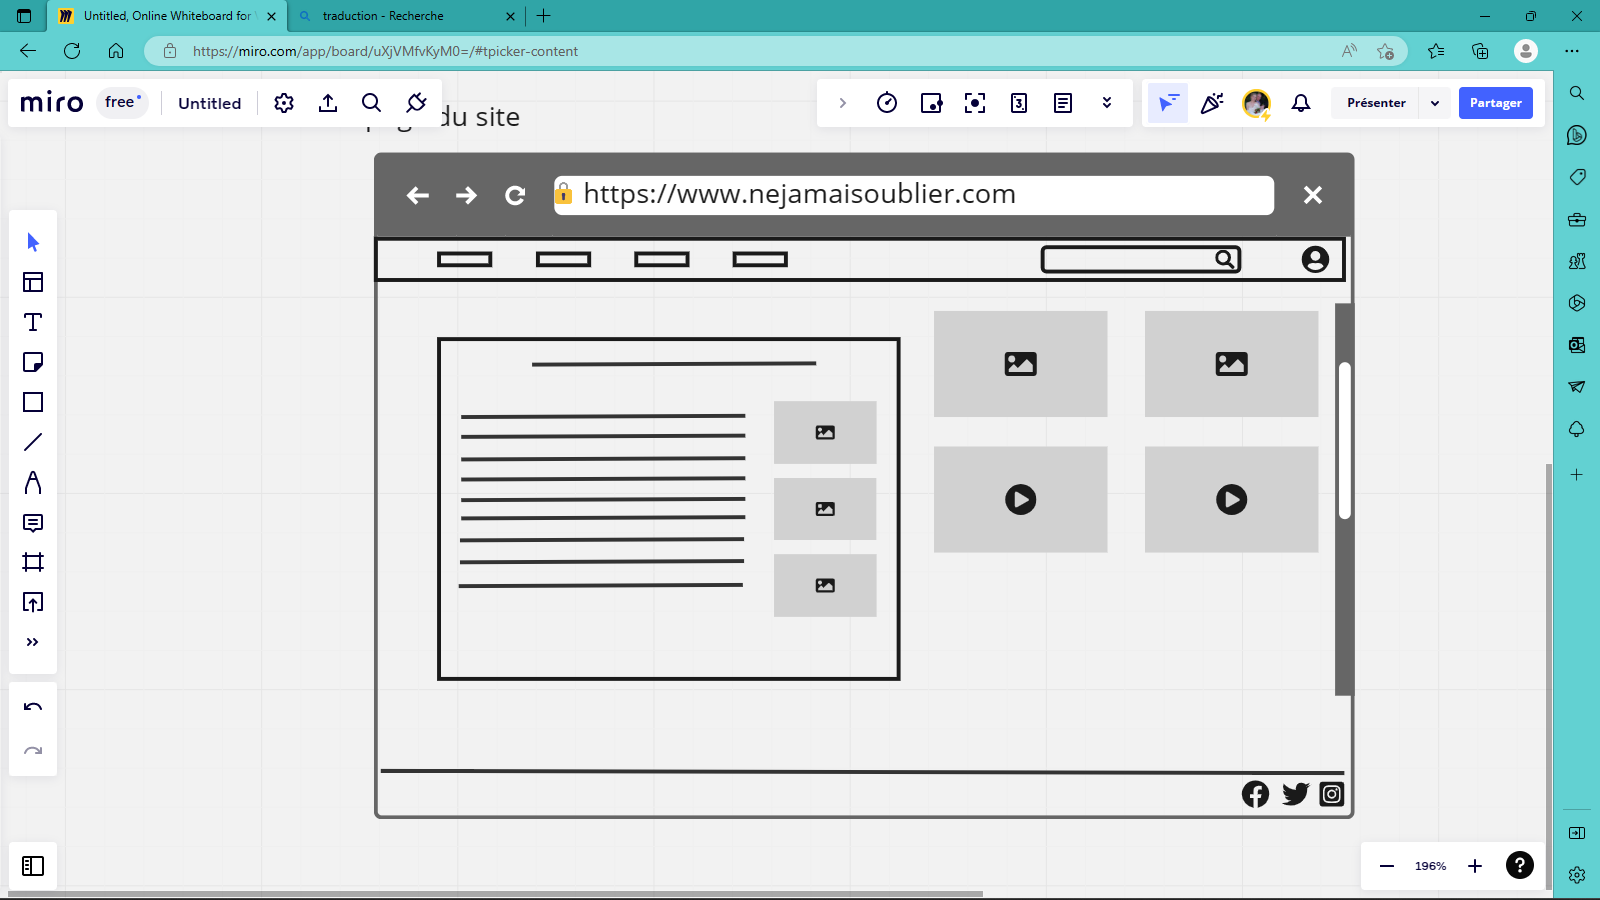 Untitled, Online Whiteboard for
traduction - Recherche
https://miro.com/app/board/uXjVMfvKyM0=/#tpicker-content
miro
free
Untitled
Présenter
Partager
du site
https://www.nejamaisoublier.com
196%